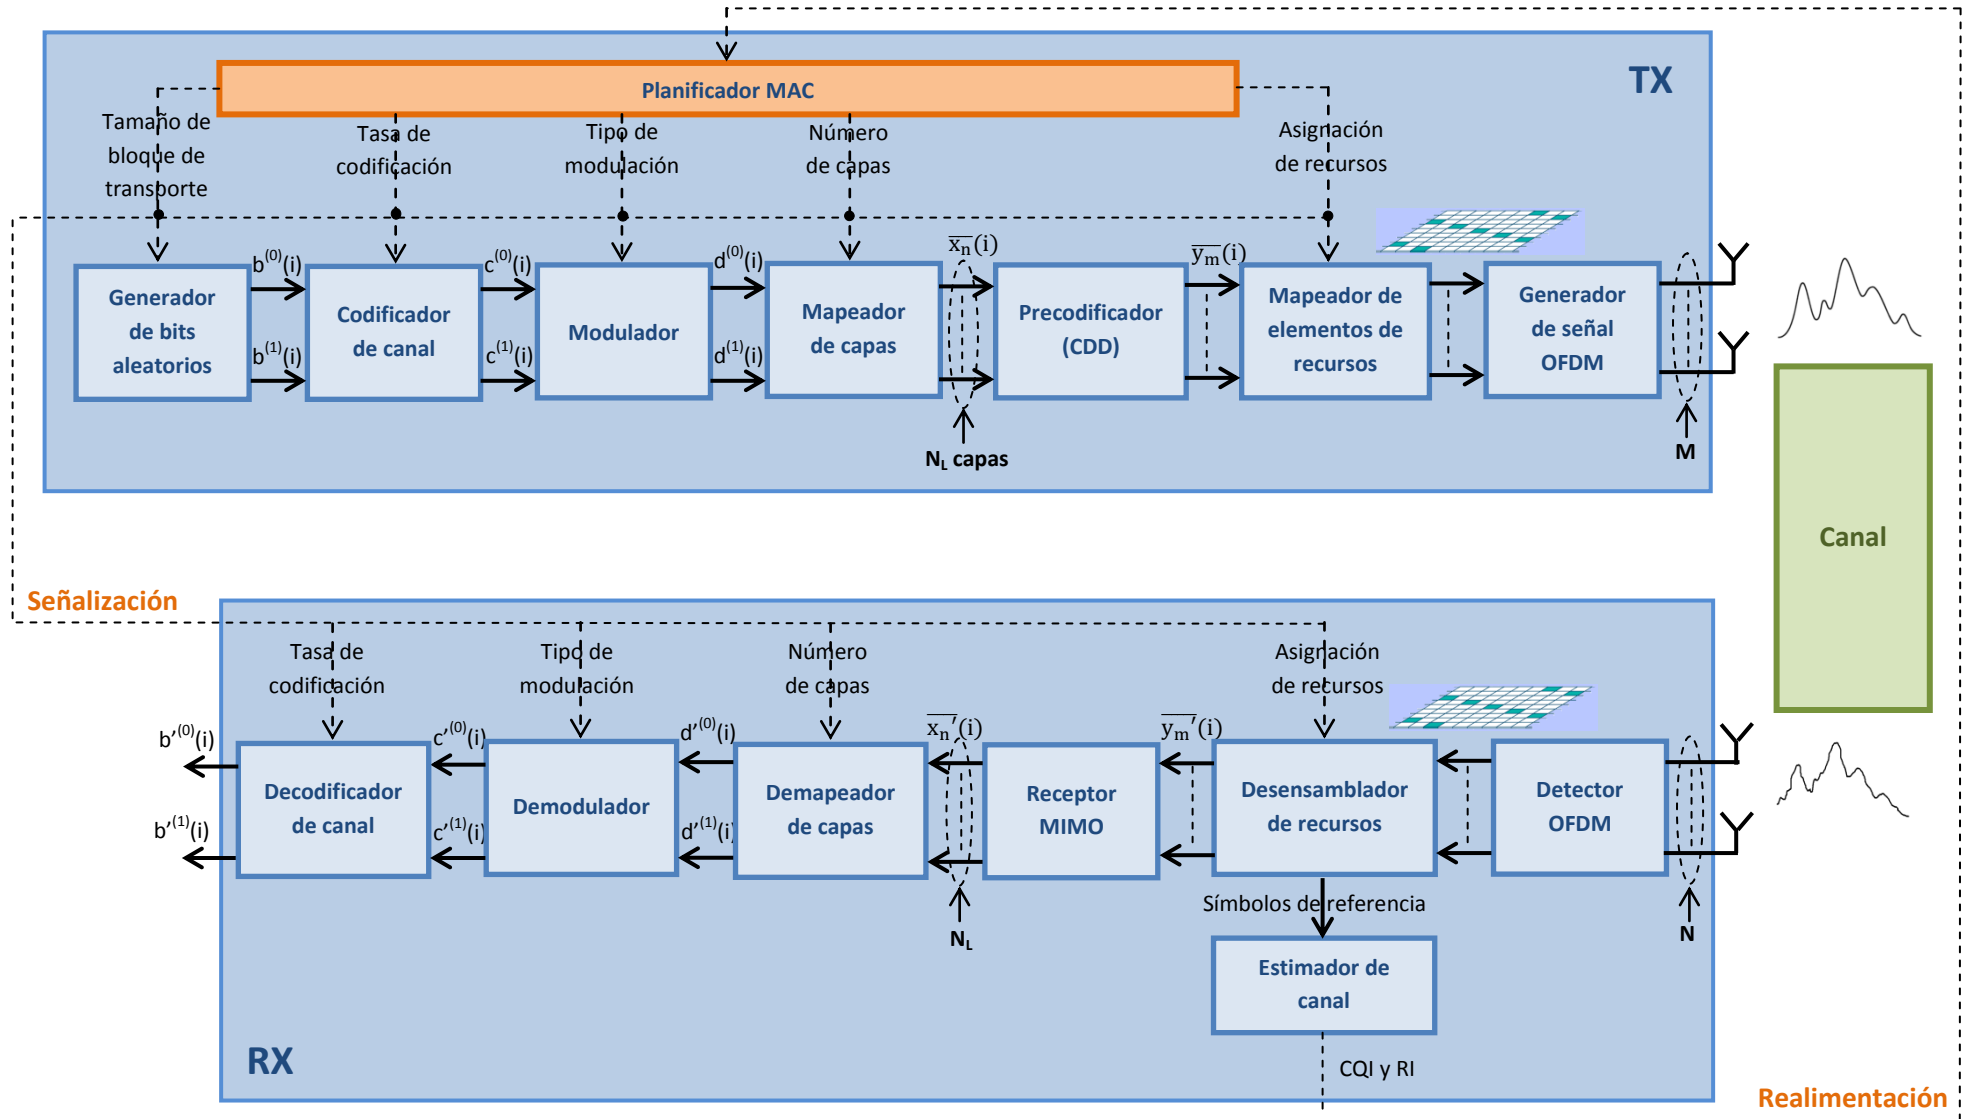 TX
Planificador MAC
Tamaño de
bloque de
transporte
Tasa de
codificación
Tipo de
modulación
Número
de capas
Asignación
de recursos
b(0)(i)
c(0)(i)
d(0)(i)
xn(i)
ym(i)
Generador
de bits
aleatorios
Codificador
de canal
Modulador
Mapeador
de capas
Precodificador
(CDD)
Mapeador de
elementos de
recursos
Generador
de señal
OFDM
b(1)(i)
c(1)(i)
d(1)(i)
NL capas
M
Canal
Señalización
Tasa de
codificación
Tipo de
modulación
Número
de capas
Asignación
de recursos
b’(0)(i)
c’(0)(i)
d’(0)(i)
xn′(i)
ym′(i)
Decodificador
de canal
Demodulador
Demapeador
de capas
Receptor
MIMO
Desensamblador
de recursos
Detector
OFDM
b’(1)(i)
c’(1)(i)
d’(1)(i)
NL
N
Símbolos de referencia
Estimador de
canal
RX
CQI y RI
Realimentación